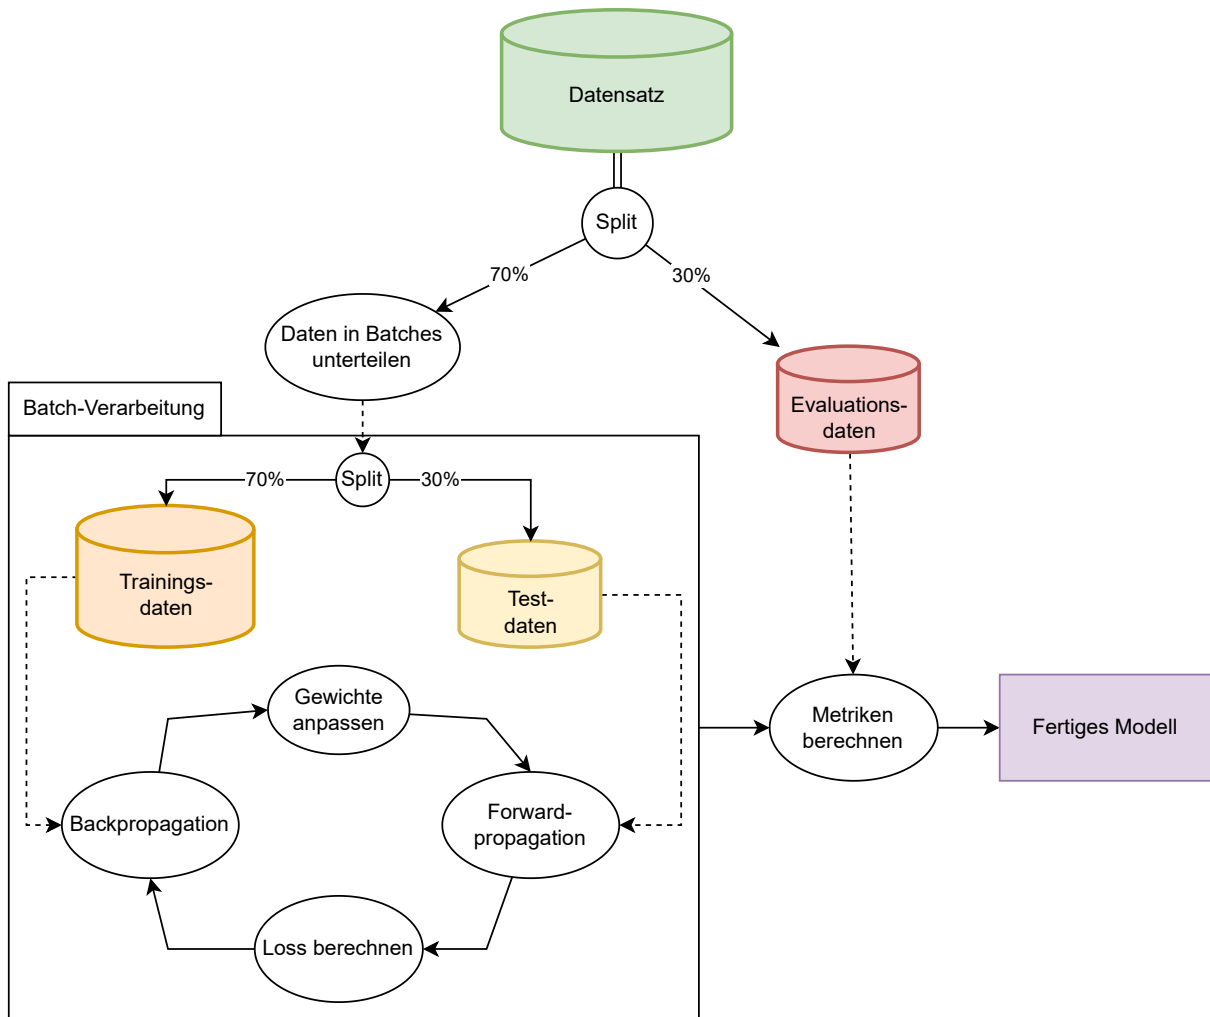 Datensatz
Split
70%
30%
Daten in Batches
unterteilen
Evaluations-
daten
Batch-Verarbeitung
Split
70%
30%
Trainings-
daten
Test-
daten
Gewichte
anpassen
Metriken
berechnen
Fertiges Modell
Backpropagation
Forward-
propagation
Loss berechnen